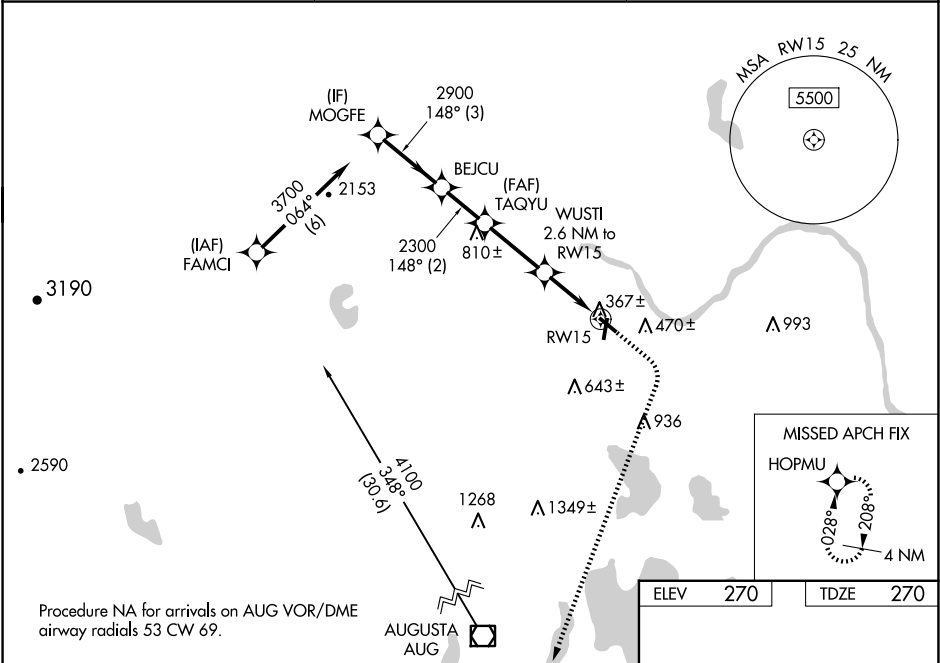 MSA RW15 25 NM
5500
(IF)
MOGFE
2900
148° (3)
BEJCU
(FAF)
TAQYU
3700
064°
(6)
2153
WUSTI
2.6 NM to
RW15
(IAF)
FAMCI
2300
148° (2)
810±
3190
367±
RW15
470±
993
643±
936
MISSED APCH FIX
HOPMU
2590
4100
348°
(30.6)
1268
1349±
028°
208°
4 NM
ELEV 270
TDZE 270
Procedure NA for arrivals on AUG VOR/DME
airway radials 53 CW 69.
AUGUSTA
AUG